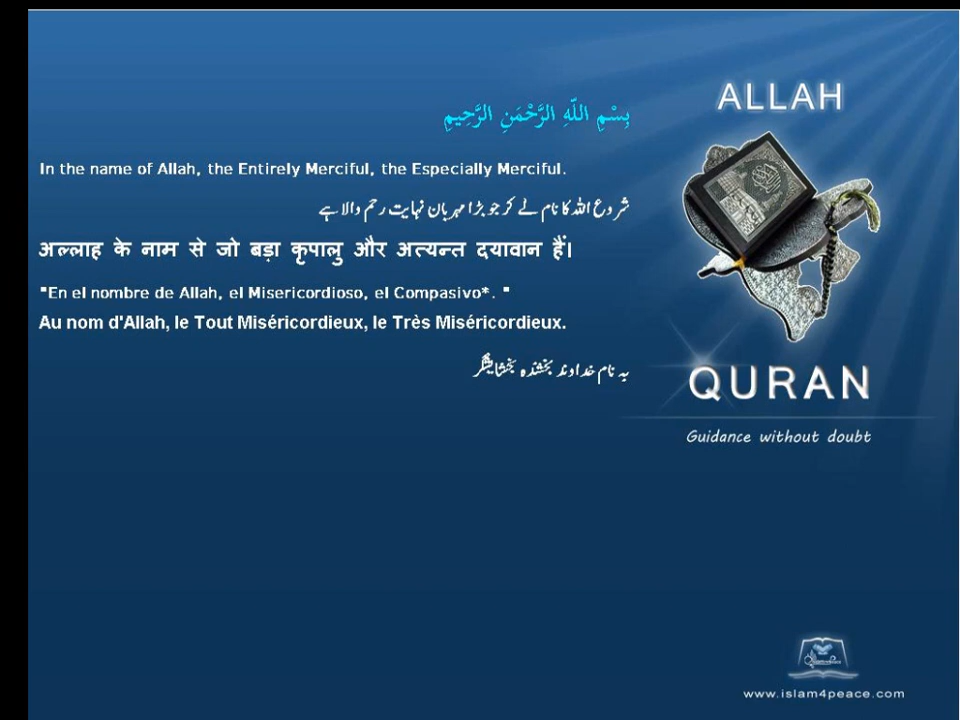 بِسْمِ اللّهِ الرَّحْمَنِ الرَّحِيمِ
In the name of Allah, the Entirely Merciful, the Especially Merciful.
شروع اللہ کا نام لے کر جو بڑا مہربان نہایت رحم والا ہے
अल्लाह के नाम से जो बड़ा कृपालु और अत्यन्त दयावान हैं।
"En el nombre de Allah, el Misericordioso, el Compasivo*. "
Au nom d'Allah, le Tout Miséricordieux, le Très Miséricordieux.
به نام خداوند بخشنده بخشایشگر
ALLAH
QURAN
Guidance without doubt
www.islam4peace.com